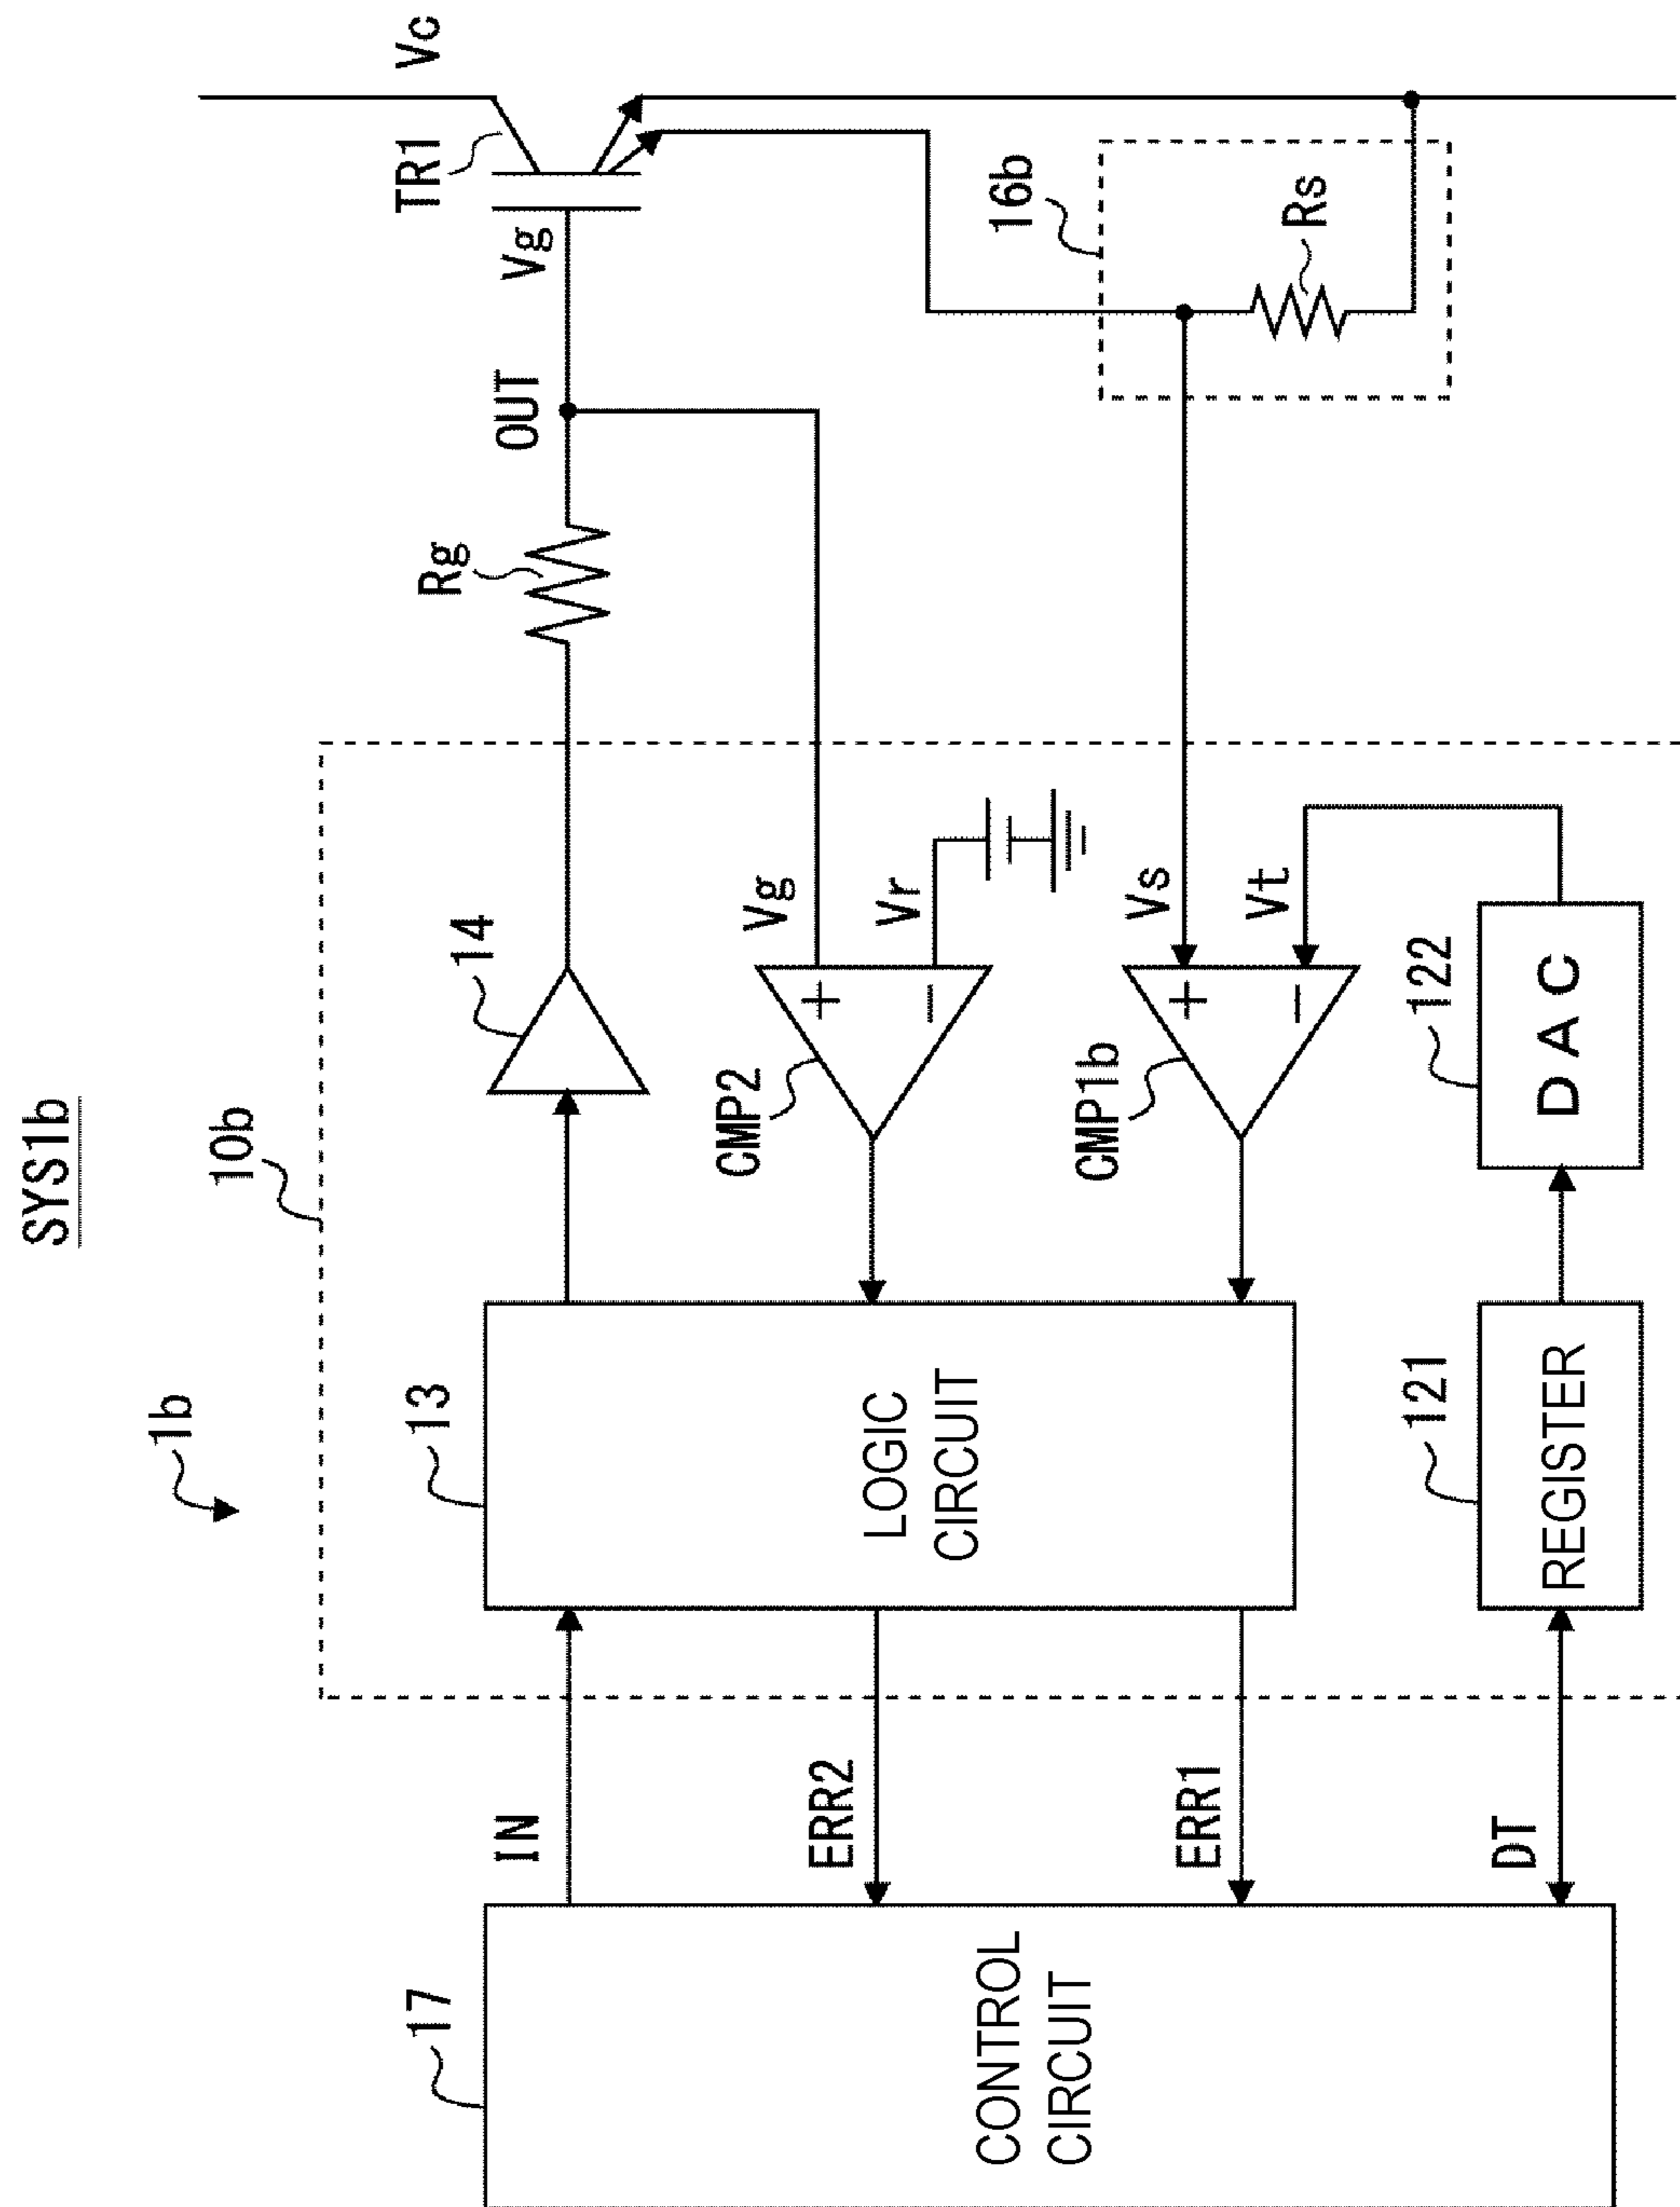 SYS1b
1b
10b
17
CONTROL
CIRCUIT
IN
ERR2
ERR1
DT
13
LOGIC
CIRCUIT
121
REGISTER
14
CMP2
+
−
Vg
Vr
CMP1b
+
−
Vs
Vt
122
DAC
Rg
OUT
Vg
TR1
Vc
16b
Rs